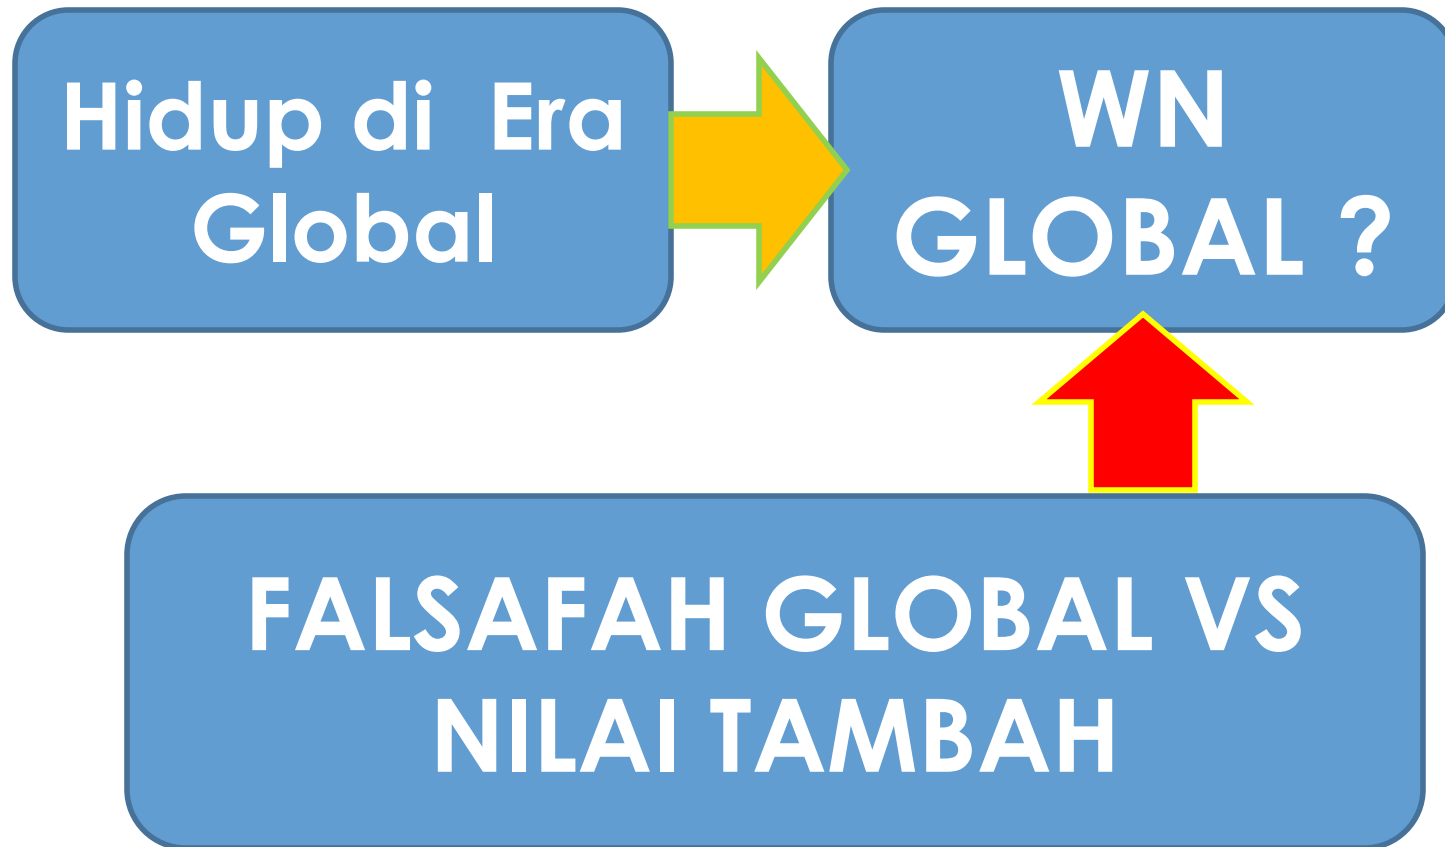 Hidup di Era
Global
WN
GLOBAL ?
FALSAFAH GLOBAL VS
NILAI TAMBAH